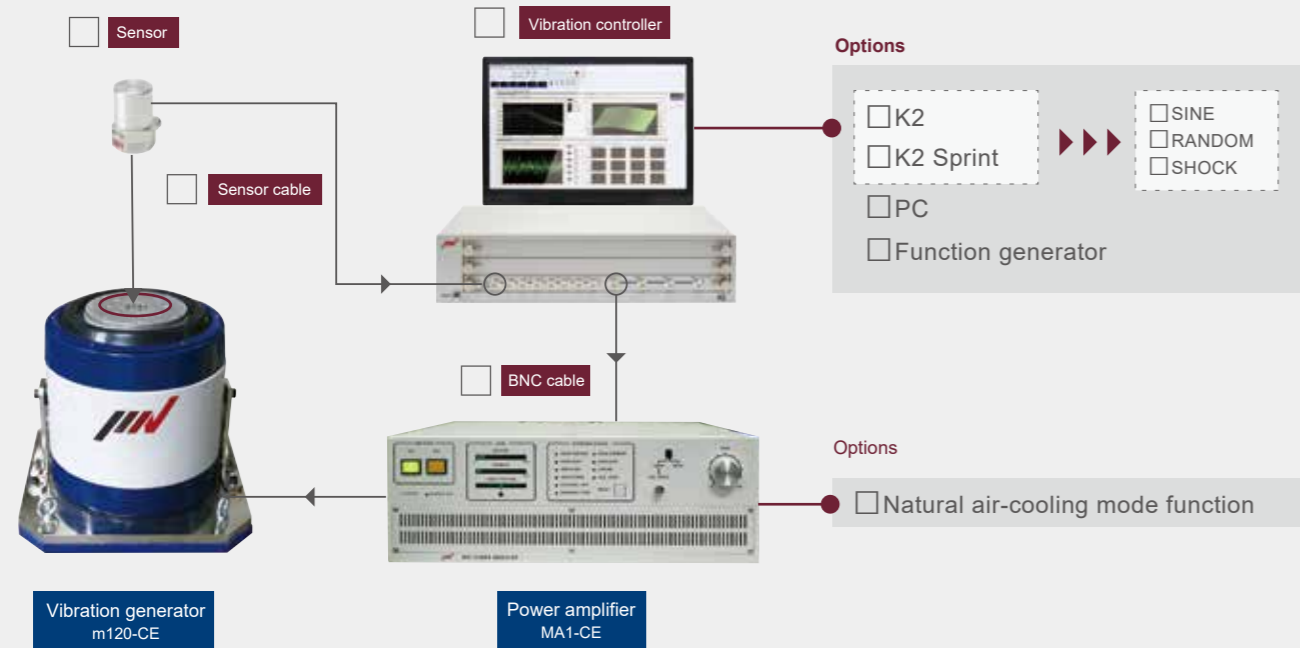 Sensor
Vibration controller
Options
K2
K2 Sprint
SINE
RANDOM
SHOCK
PC
Function generator
Sensor cable
BNC cable
Options
Natural air-cooling mode function
Vibration generator
m120-CE
Power amplifier
MA1-CE